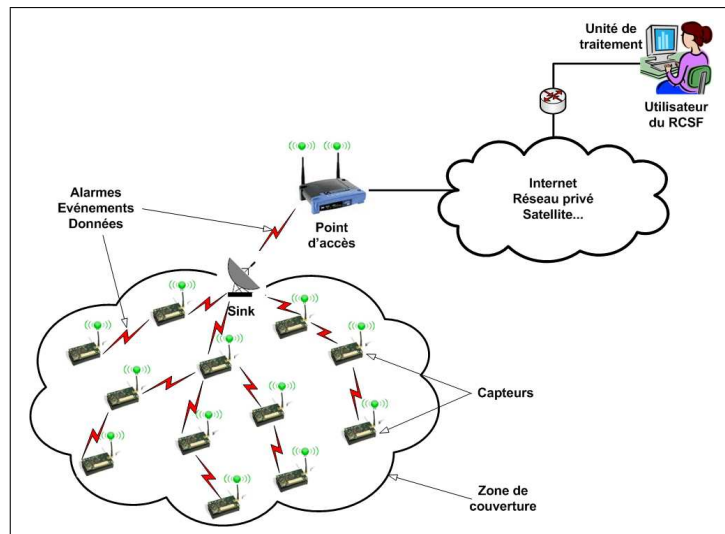 Unité de
traitement
Utilisateur
du RCSF
Internet
Réseau privé
Satellite...
Alarmes
Evénements
Données
Point
d'accès
Sink
Capteurs
Zone de
couverture